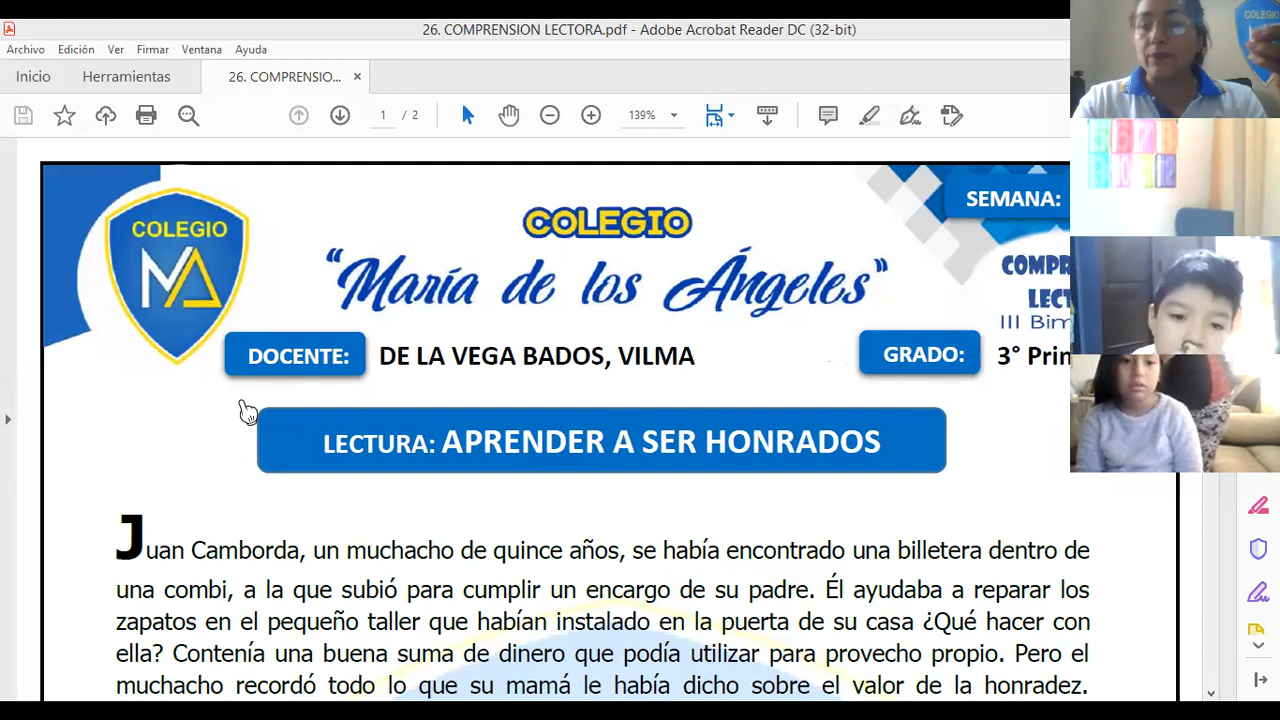 26. COMPRENSION LECTORA.pdf - Adobe Acrobat Reader DC (32-bit)
Archivo Edición Ver Firmar Ventana Ayuda
Inicio Herramientas 26. COMPRENSIO... ×
1 / 2 139%
COLEGIO
COLEGIO
MA
"María de los Ángeles"
SEMANA:
COMPR
LECT
III Bim
DOCENTE: DE LA VEGA BADOS, VILMA GRADO: 3° Prin
LECTURA: APRENDER A SER HONRADOS
Juan Camborda, un muchacho de quince años, se había encontrado una billetera dentro de
una combi, a la que subió para cumplir un encargo de su padre. Él ayudaba a reparar los
zapatos en el pequeño taller que habían instalado en la puerta de su casa ¿Qué hacer con
ella? Contenía una buena suma de dinero que podía utilizar para provecho propio. Pero el
muchacho recordó todo lo que su mamá le había dicho sobre el valor de la honradez.